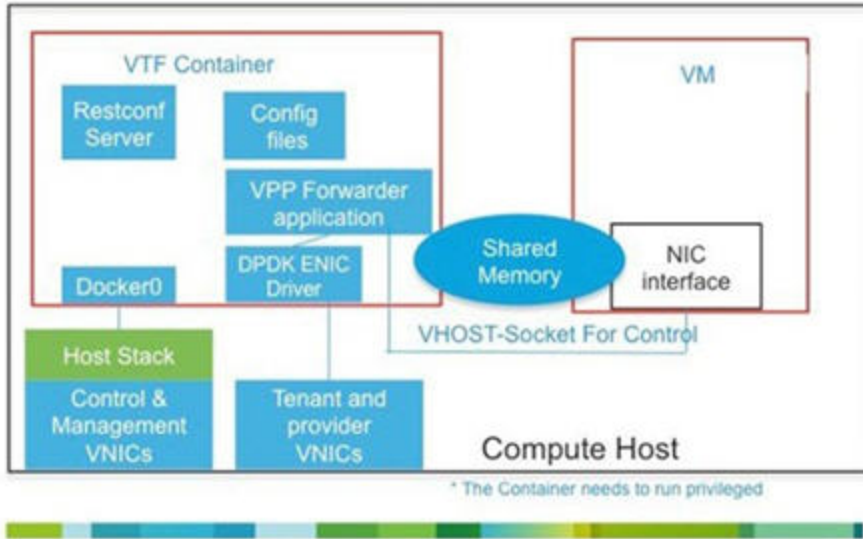 VTF Container
VM
Restconf
Server
Config
files
VPP Forwarder
application
Shared
Memory
NIC
interface
DPDK ENIC
Driver
Docker0
VHOST-Socket For Control
Host Stack
Control &
Management
VNICs
Tenant and
provider
VNICs
Compute Host
* The Container needs to run privileged